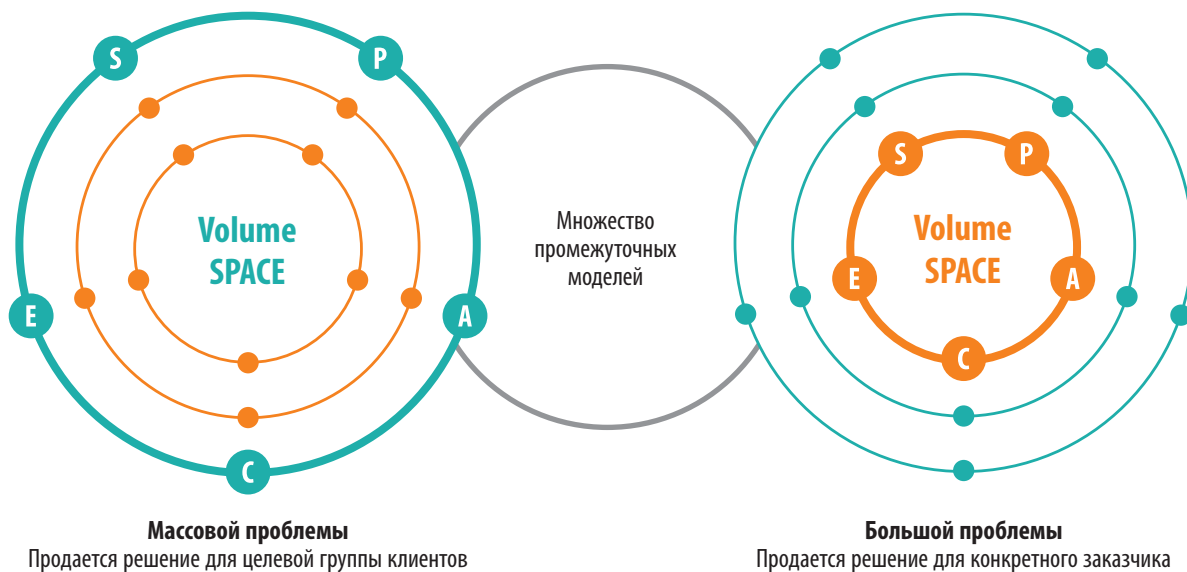 S
P
Volume
SPACE
E
A
C
Множество
промежуточных
моделей
S
P
Volume
SPACE
E
A
C
Массовой проблемы
Продается решение для целевой группы клиентов
Большой проблемы
Продается решение для конкретного заказчика